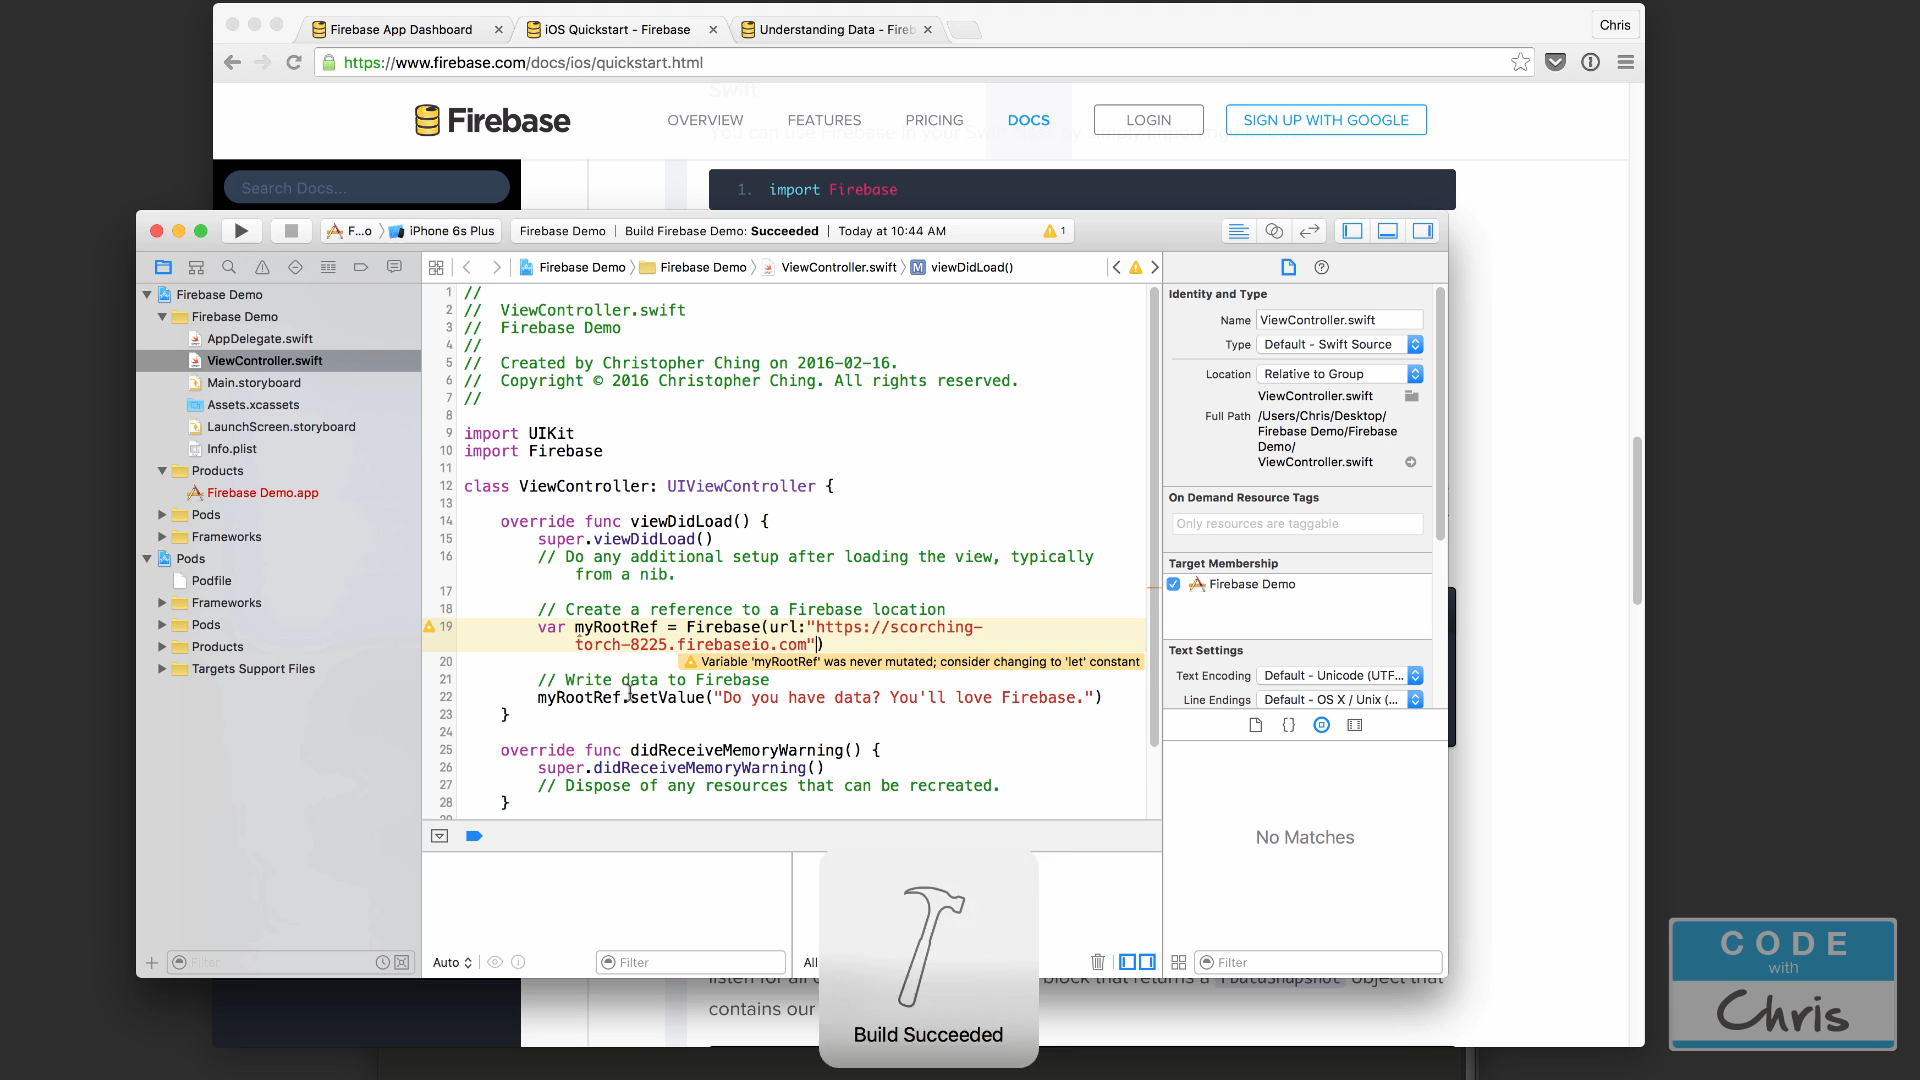 Firebase App Dashboard
iOS Quickstart - Firebase
Understanding Data - Fireb
Chris
https://www.firebase.com/docs/ios/quickstart.html
Swift
Firebase
OVERVIEW
FEATURES
PRICING
DOCS
LOGIN
SIGN UP WITH GOOGLE
Search Docs...
1. import Firebase
F...o
iPhone 6s Plus
Firebase Demo | Build Firebase Demo: Succeeded | Today at 10:44 AM
1
Firebase Demo
Firebase Demo
ViewController.swift
M viewDidLoad()
Firebase Demo
Firebase Demo
AppDelegate.swift
ViewController.swift
Main.storyboard
Assets.xcassets
LaunchScreen.storyboard
Info.plist
Products
Firebase Demo.app
Pods
Frameworks
Pods
Podfile
Frameworks
Pods
Products
Targets Support Files
Filter
1 //
2 // ViewController.swift
3 // Firebase Demo
4 //
5 // Created by Christopher Ching on 2016-02-16.
6 // Copyright © 2016 Christopher Ching. All rights reserved.
7 //
8
9 import UIKit
10 import Firebase
11
12 class ViewController: UIViewController {
13
14 override func viewDidLoad() {
15 super.viewDidLoad()
16 // Do any additional setup after loading the view, typically
from a nib.
17
18 // Create a reference to a Firebase location
19 var myRootRef = Firebase(url:"https://scorching-
torch-8225.firebaseio.com")
Variable 'myRootRef' was never mutated; consider changing to 'let' constant
20
21 // Write data to Firebase
22 myRootRef.setValue("Do you have data? You'll love Firebase.")
23 }
24
25 override func didReceiveMemoryWarning() {
26 super.didReceiveMemoryWarning()
27 // Dispose of any resources that can be recreated.
28 }
Auto
Filter
All
Identity and Type
Name ViewController.swift
Type Default - Swift Source
Location Relative to Group
ViewController.swift
Full Path /Users/Chris/Desktop/
Firebase Demo/Firebase
Demo/
ViewController.swift
On Demand Resource Tags
Only resources are taggable
Target Membership
Firebase Demo
Text Settings
Text Encoding Default - Unicode (UTF...
Line Endings Default - OS X / Unix (...
No Matches
Filter
Build Succeeded
block that returns a FDataSnapshot object that
contains our
CODE
with
Chris